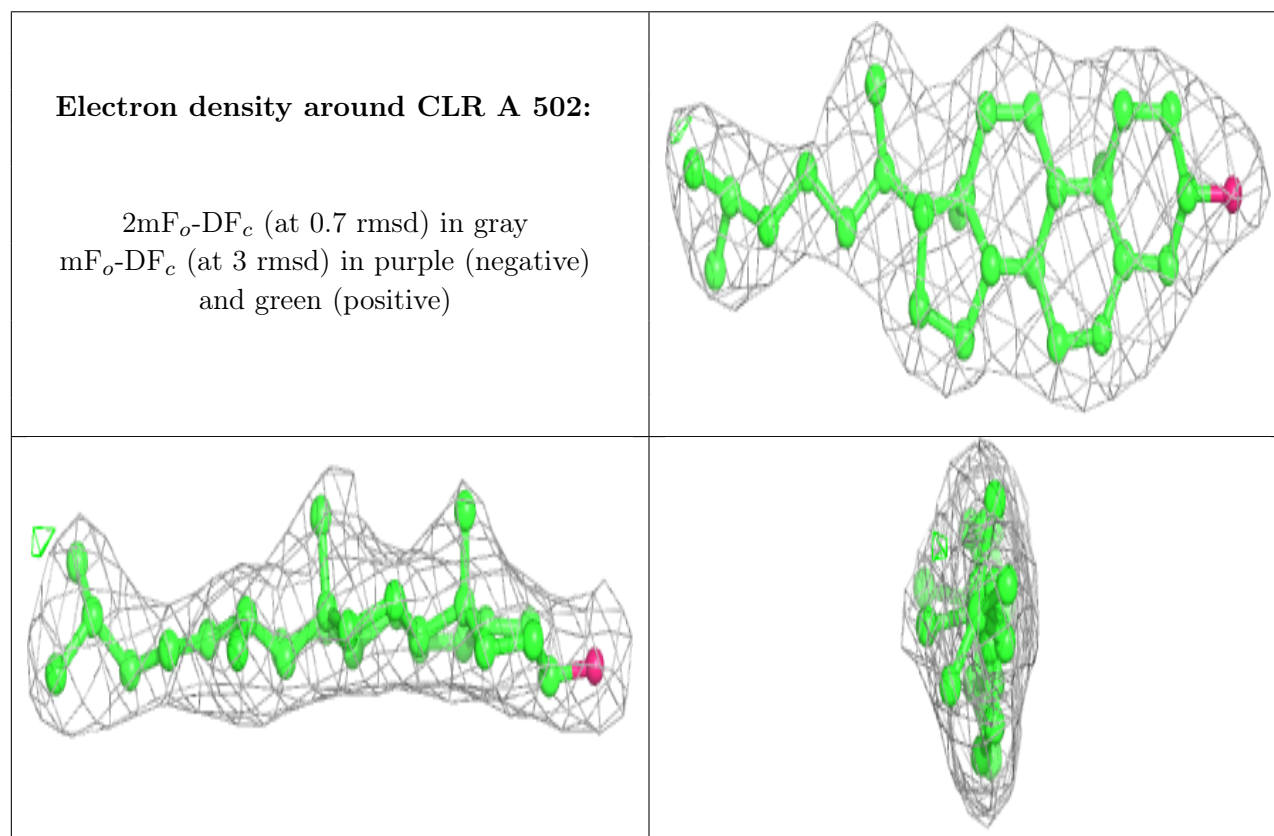 Electron density around CLR A 502:
2mFo-DFc (at 0.7 rmsd) in gray
mFo-DFc (at 3 rmsd) in purple (negative)
and green (positive)